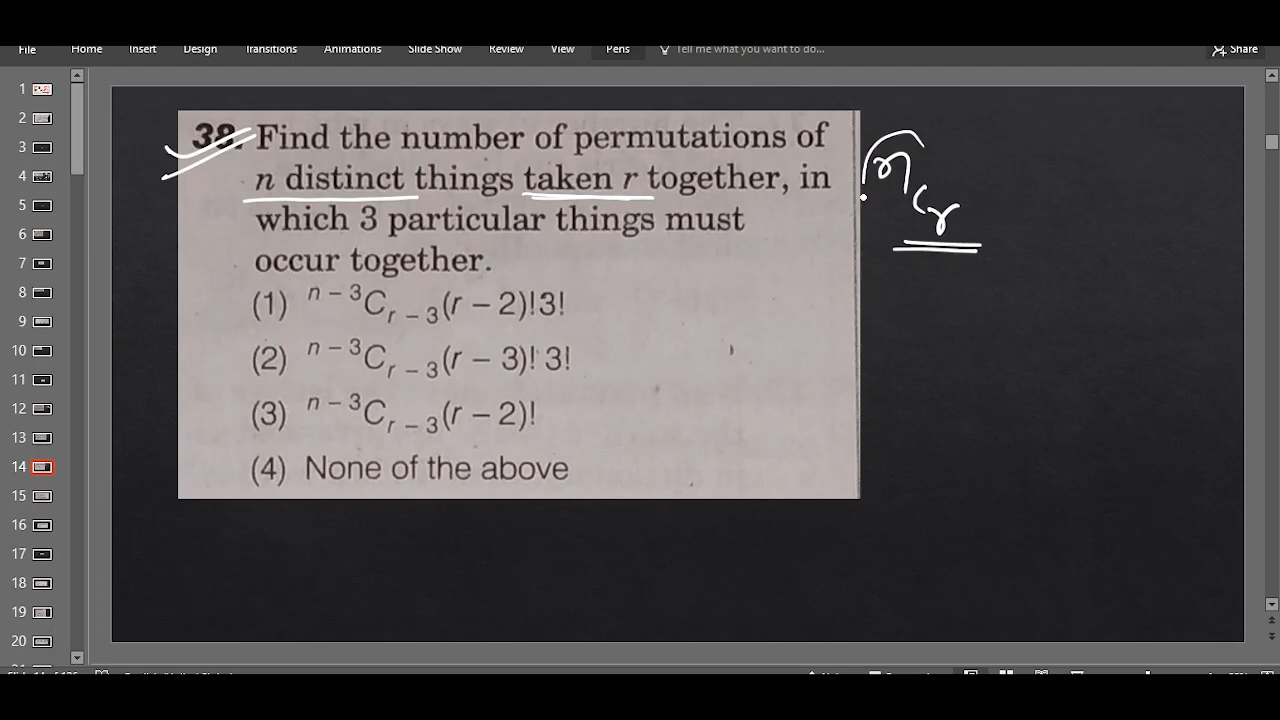 File Home Insert Design Transitions Animations Slide Show Review View Pens Tell me what you want to do... Share
1
2
3
4
5
6
7
8
9
10
11
12
13
14
15
16
17
18
19
20
38. Find the number of permutations of
n distinct things taken r together, in
which 3 particular things must
occur together.
(1) ⁿ⁻³Cᵣ₋₃(r – 2)!3!
(2) ⁿ⁻³Cᵣ₋₃(r – 3)! 3!
(3) ⁿ⁻³Cᵣ₋₃(r – 2)!
(4) None of the above
ⁿCᵣ